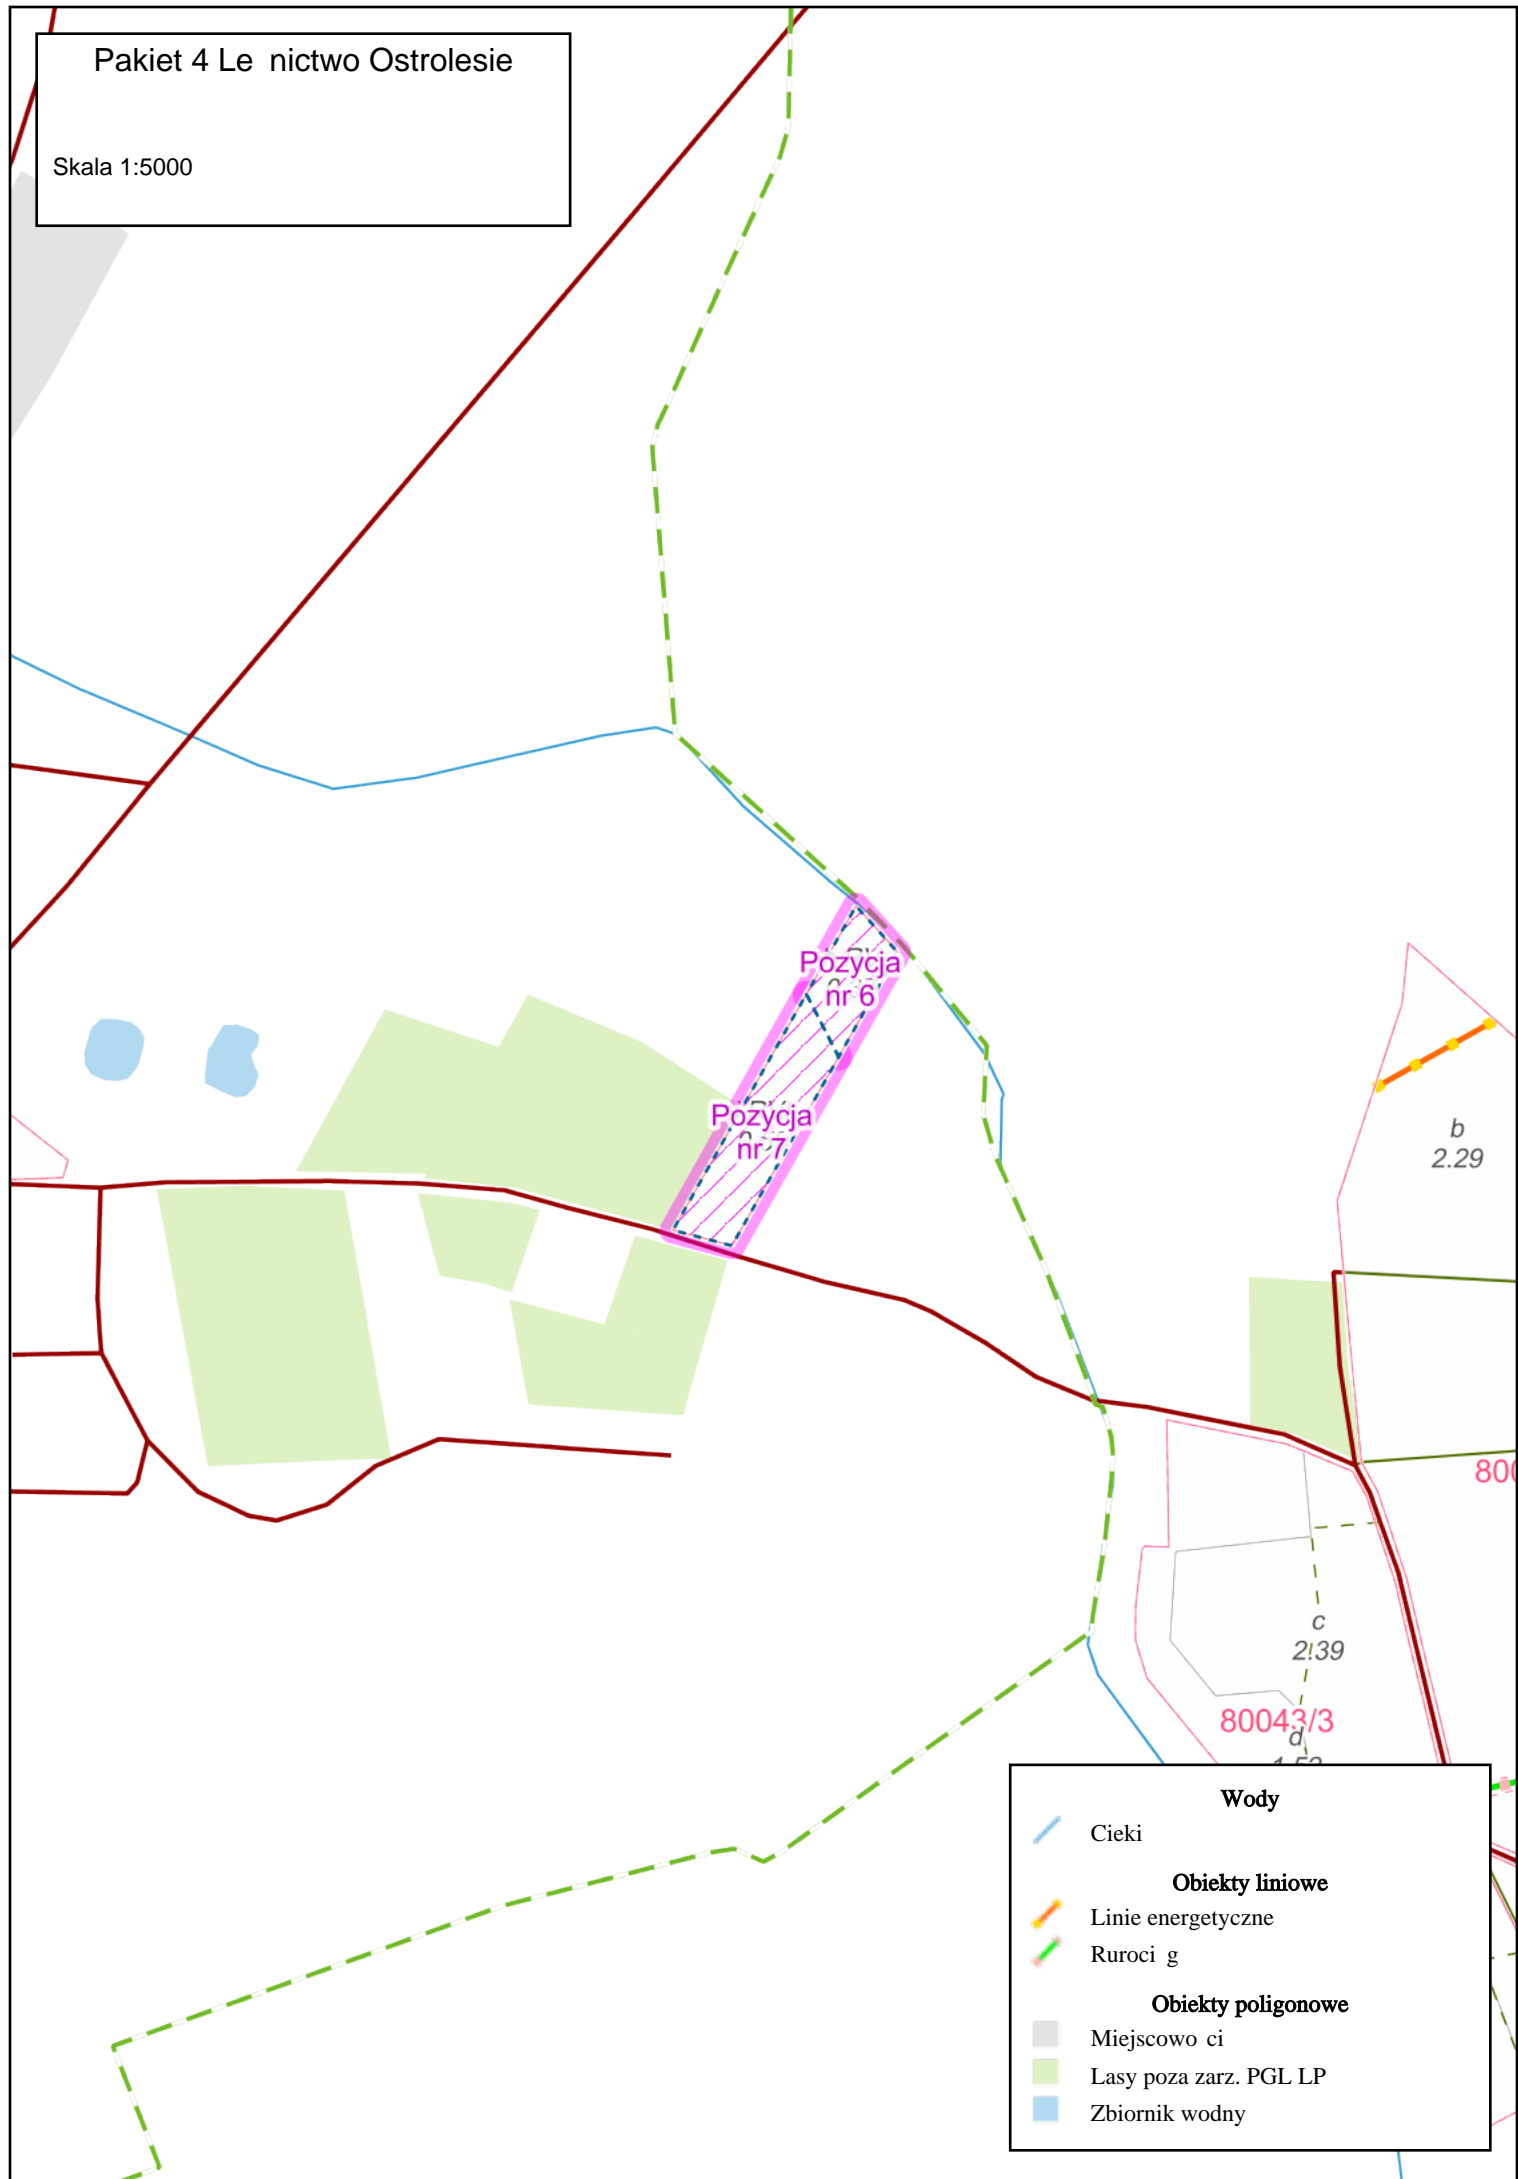 Pakiet 4 Le nictwo Ostrolesie
Skala 1:5000
Pozycja
nr 6
Pozycja
nr 7
b
2.29
800
c
2.39
80043/3
d
Wody
Cieki
Obiekty liniowe
Linie energetyczne
Ruroci g
Obiekty poligonowe
Miejscowo ci
Lasy poza zarz. PGL LP
Zbiornik wodny